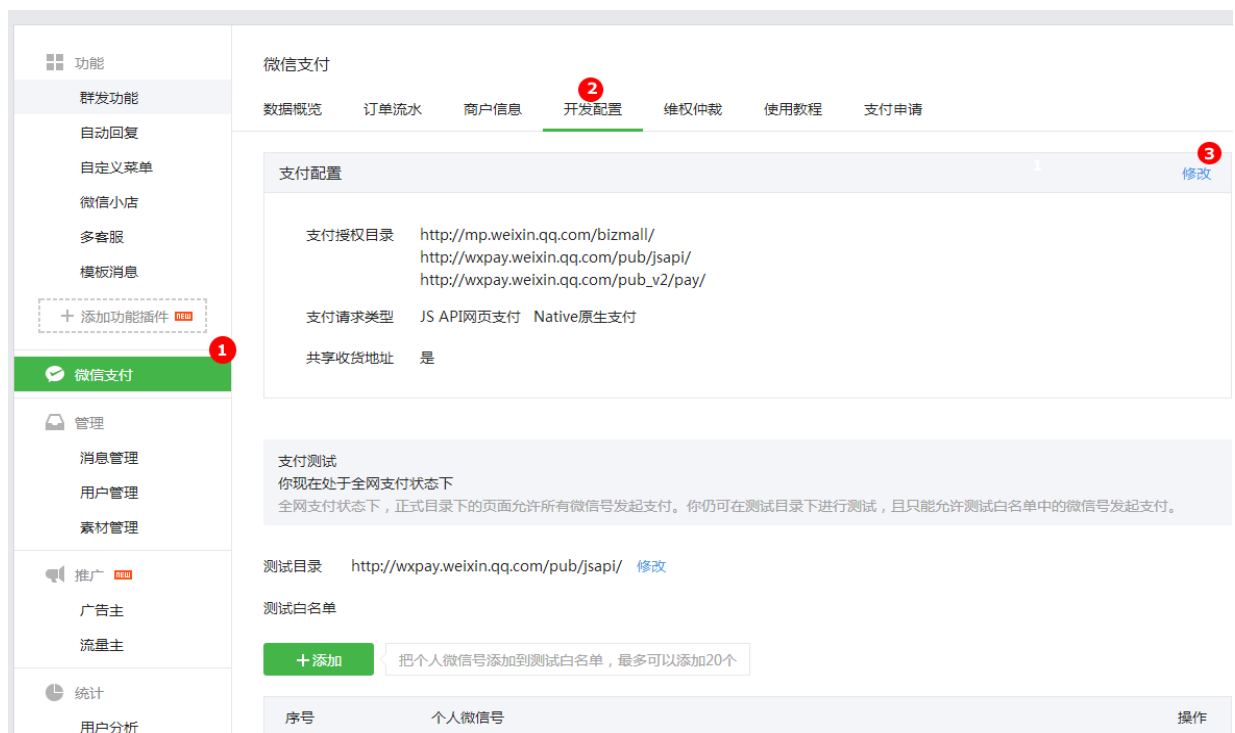 功能
群发功能
自动回复
自定义菜单
微信小店
多客服
模板消息
添加功能插件 NEW
1
微信支付
管理
消息管理
用户管理
素材管理
推广 NEW
广告主
流量主
统计
用户分析
微信支付
2
数据概览 订单流水 商户信息 开发配置 维权仲裁 使用教程 支付申请
3
支付配置 1 修改
支付授权目录 http://mp.weixin.qq.com/bizmall/
http://wxpay.weixin.qq.com/pub/jsapi/
http://wxpay.weixin.qq.com/pub_v2/pay/
支付请求类型 JS API网页支付 Native原生支付
共享收货地址 是
支付测试
你现在处于全网支付状态下
全网支付状态下，正式目录下的页面允许所有微信号发起支付。你仍可在测试目录下进行测试，且只能允许测试白名单中的微信号发起支付。
测试目录 http://wxpay.weixin.qq.com/pub/jsapi/ 修改
测试白名单
+添加 把个人微信号添加到测试白名单，最多可以添加20个
序号 个人微信号 操作